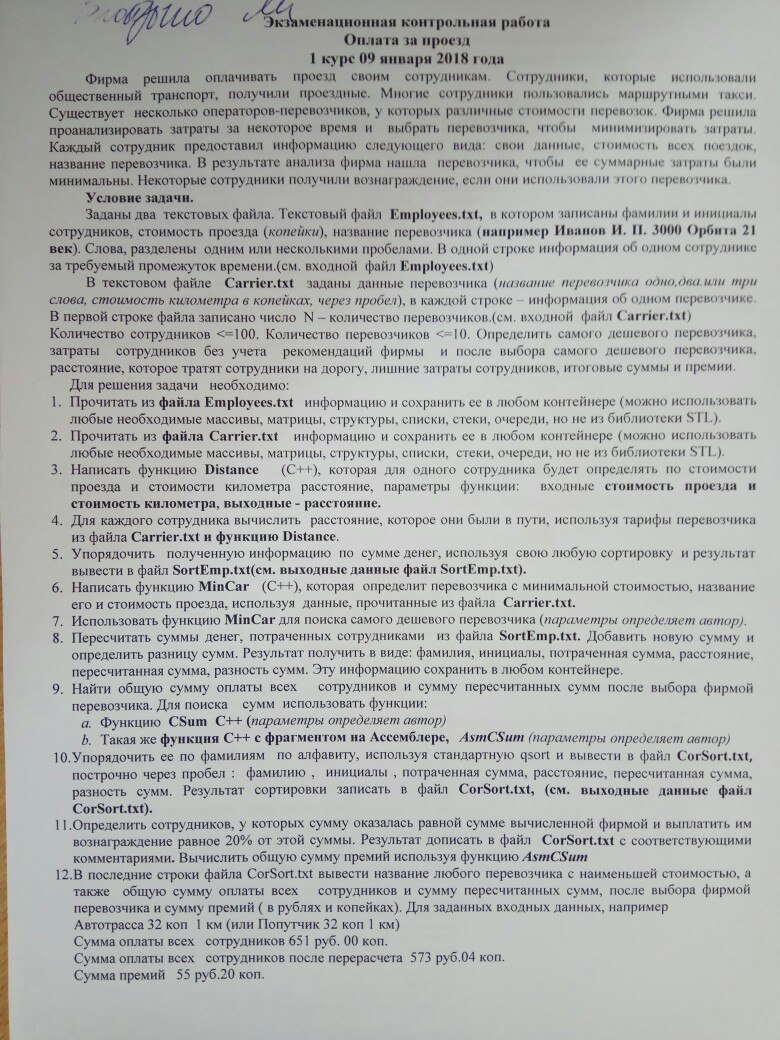 Экзаменационная контрольная работа
Оплата за проезд
1 курс 09 января 2018 года
Фирма решила оплачивать проезд своим сотрудникам. Сотрудники, которые использовали
общественный транспорт, получили проездные. Многие сотрудники пользовались маршрутными такси.
Существует несколько операторов-перевозчиков, у которых различные стоимости перевозок. Фирма решила
проанализировать затраты за некоторое время и выбрать перевозчика, чтобы минимизировать затраты.
Каждый сотрудник предоставил информацию следующего вида: свои данные, стоимость всех поездок,
название перевозчика. В результате анализа фирма нашла перевозчика, чтобы ее суммарные затраты были
минимальны. Некоторые сотрудники получили вознаграждение, если они использовали этого перевозчика.
Условие задачи.
Заданы два текстовых файла. Текстовый файл Employees.txt, в котором записаны фамилии и инициалы
сотрудников, стоимость проезда (копейки), название перевозчика (например Иванов И. П. 3000 Орбита 21
век). Слова, разделены одним или несколькими пробелами. В одной строке информация об одном сотруднике
за требуемый промежуток времени.(см. входной файл Employees.txt)
В текстовом файле Carrier.txt заданы данные перевозчика (название перевозчика одно,два.или три
слова, стоимость километра в копейках, через пробел), в каждой строке – информация об одном перевозчике.
В первой строке файла записано число N – количество перевозчиков.(см. входной файл Carrier.txt)
Количество сотрудников <=100. Количество перевозчиков <=10. Определить самого дешевого перевозчика,
затраты сотрудников без учета рекомендаций фирмы и после выбора самого дешевого перевозчика,
расстояние, которое тратят сотрудники на дорогу, лишние затраты сотрудников, итоговые суммы и премии.
Для решения задачи необходимо:
1. Прочитать из файла Employees.txt информацию и сохранить ее в любом контейнере (можно использовать
любые необходимые массивы, матрицы, структуры, списки, стеки, очереди, но не из библиотеки STL).
2. Прочитать из файла Carrier.txt информацию и сохранить ее в любом контейнере (можно использовать
любые необходимые массивы, матрицы, структуры, списки, стеки, очереди, но не из библиотеки STL).
3. Написать функцию Distance (С++), которая для одного сотрудника будет определять по стоимости
проезда и стоимости километра расстояние, параметры функции: входные стоимость проезда и
стоимость километра, выходные - расстояние.
4. Для каждого сотрудника вычислить расстояние, которое они были в пути, используя тарифы перевозчика
из файла Carrier.txt и функцию Distance.
5. Упорядочить полученную информацию по сумме денег, используя свою любую сортировку и результат
вывести в файл SortEmp.txt(см. выходные данные файл SortEmp.txt).
6. Написать функцию MinCar (С++), которая определит перевозчика с минимальной стоимостью, название
его и стоимость проезда, используя данные, прочитанные из файла Carrier.txt.
7. Использовать функцию MinCar для поиска самого дешевого перевозчика (параметры определяет автор).
8. Пересчитать суммы денег, потраченных сотрудниками из файла SortEmp.txt. Добавить новую сумму и
определить разницу сумм. Результат получить в виде: фамилия, инициалы, потраченная сумма, расстояние,
пересчитанная сумма, разность сумм. Эту информацию сохранить в любом контейнере.
9. Найти общую сумму оплаты всех сотрудников и сумму пересчитанных сумм после выбора фирмой
перевозчика. Для поиска сумм использовать функции:
a. Функцию CSum С++ (параметры определяет автор)
b. Такая же функция С++ с фрагментом на Ассемблере, AsmCSum (параметры определяет автор)
10.Упорядочить ее по фамилиям по алфавиту, используя стандартную qsort и вывести в файл CorSort.txt,
построчно через пробел : фамилию , инициалы , потраченная сумма, расстояние, пересчитанная сумма,
разность сумм. Результат сортировки записать в файл CorSort.txt, (см. выходные данные файл
CorSort.txt).
11.Определить сотрудников, у которых сумму оказалась равной сумме вычисленной фирмой и выплатить им
вознаграждение равное 20% от этой суммы. Результат дописать в файл CorSort.txt с соответствующими
комментариями. Вычислить общую сумму премий используя функцию AsmCSum
12.В последние строки файла CorSort.txt вывести название любого перевозчика с наименьшей стоимостью, а
также общую сумму оплаты всех сотрудников и сумму пересчитанных сумм, после выбора фирмой
перевозчика и сумму премий ( в рублях и копейках). Для заданных входных данных, например
Автотрасса 32 коп 1 км (или Попутчик 32 коп 1 км)
Сумма оплаты всех сотрудников 651 руб. 00 коп.
Сумма оплаты всех сотрудников после перерасчета 573 руб.04 коп.
Сумма премий 55 руб.20 коп.